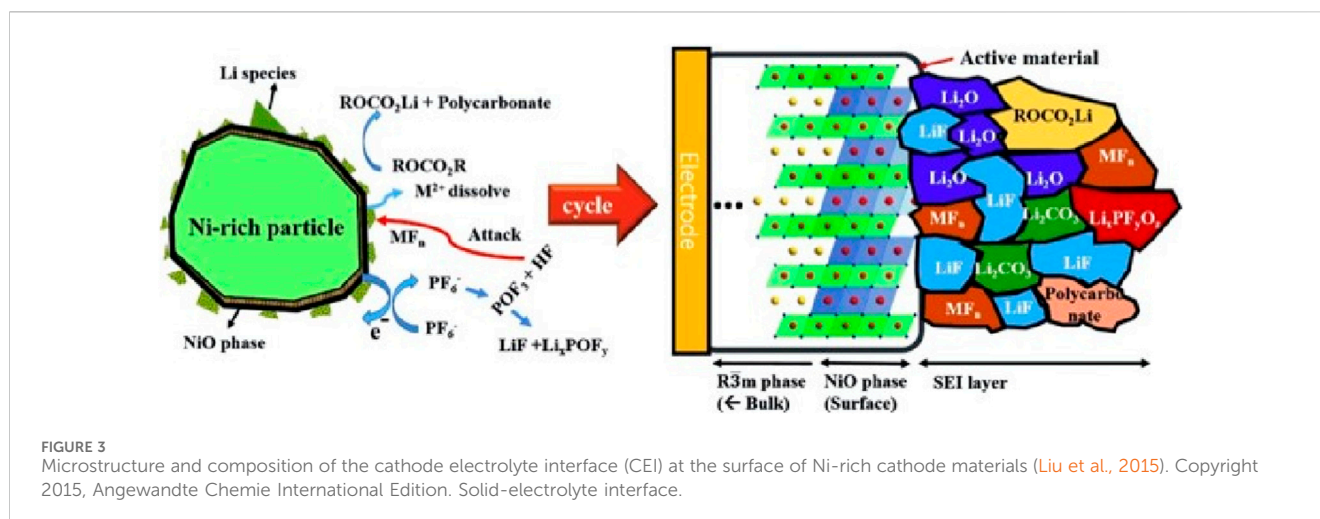 Li species
ROCO₂Li + Polycarbonate
ROCO₂R
M²⁺ dissolve
Ni-rich particle
MFₙ
Attack
PF₆⁻
POF₃ + HF
e⁻
PF₆⁻
NiO phase
LiF +LiₓPOFᵧ
cycle
Electrode
Active material
Li₂O
ROCO₂Li
LiF
Li₂O
MFₙ
Li₂O
LiF
Li₂O
MFₙ
Li₂CO₃
LiₓPFᵧO
LiF
Li₂CO₃
LiF
MFₙ
LiF
Polycarbo
nate
R3̄m phase
(← Bulk)
NiO phase
(Surface)
SEI layer
FIGURE 3
Microstructure and composition of the cathode electrolyte interface (CEI) at the surface of Ni-rich cathode materials (Liu et al., 2015). Copyright
2015, Angewandte Chemie International Edition. Solid-electrolyte interface.